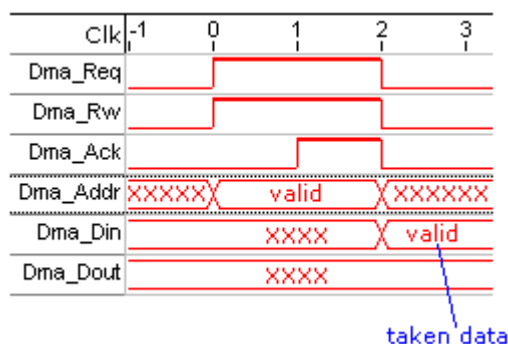 Clk -1 0 1 2 3
Dma_Req
Dma_Rw
Dma_Ack
Dma_Addr XXXXX valid XXXXXX
Dma_Din XXXX valid
Dma_Dout XXXX
taken data